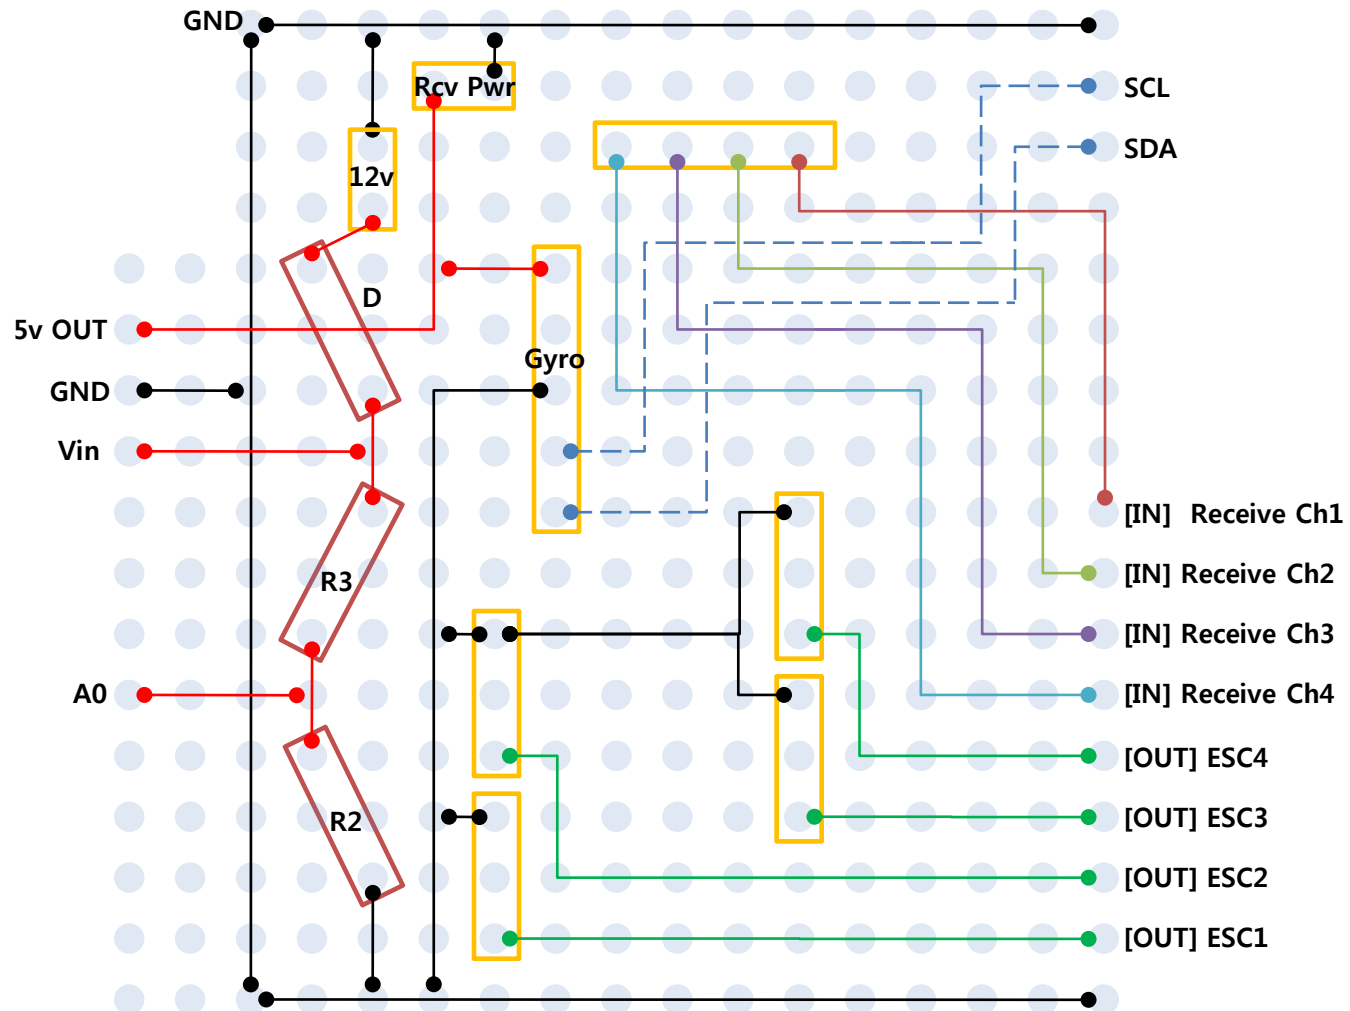 GND
Rcv Pwr
SCL
SDA
12v
D
5v OUT
Gyro
GND
Vin
[IN]  Receive Ch1
[IN] Receive Ch2
R3
[IN] Receive Ch3
A0
[IN] Receive Ch4
[OUT] ESC4
R2
[OUT] ESC3
[OUT] ESC2
[OUT] ESC1